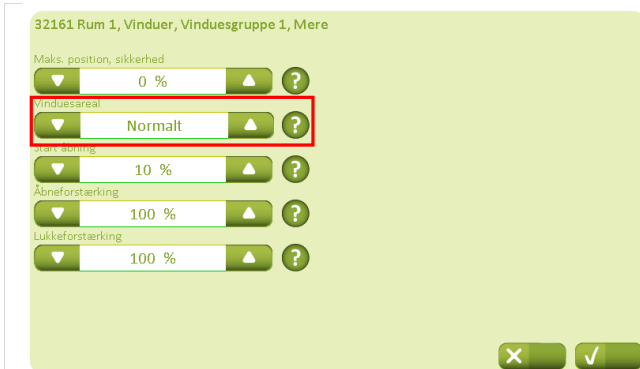 32161 Rum 1, Vinduer, Vinduesgruppe 1, Mere
Maks. position, sikkerhed
0 %
?
Vinduesareal
Normalt
?
Start åbning
10 %
?
Åbneforstærking
100 %
?
Lukkeforstærking
100 %
?